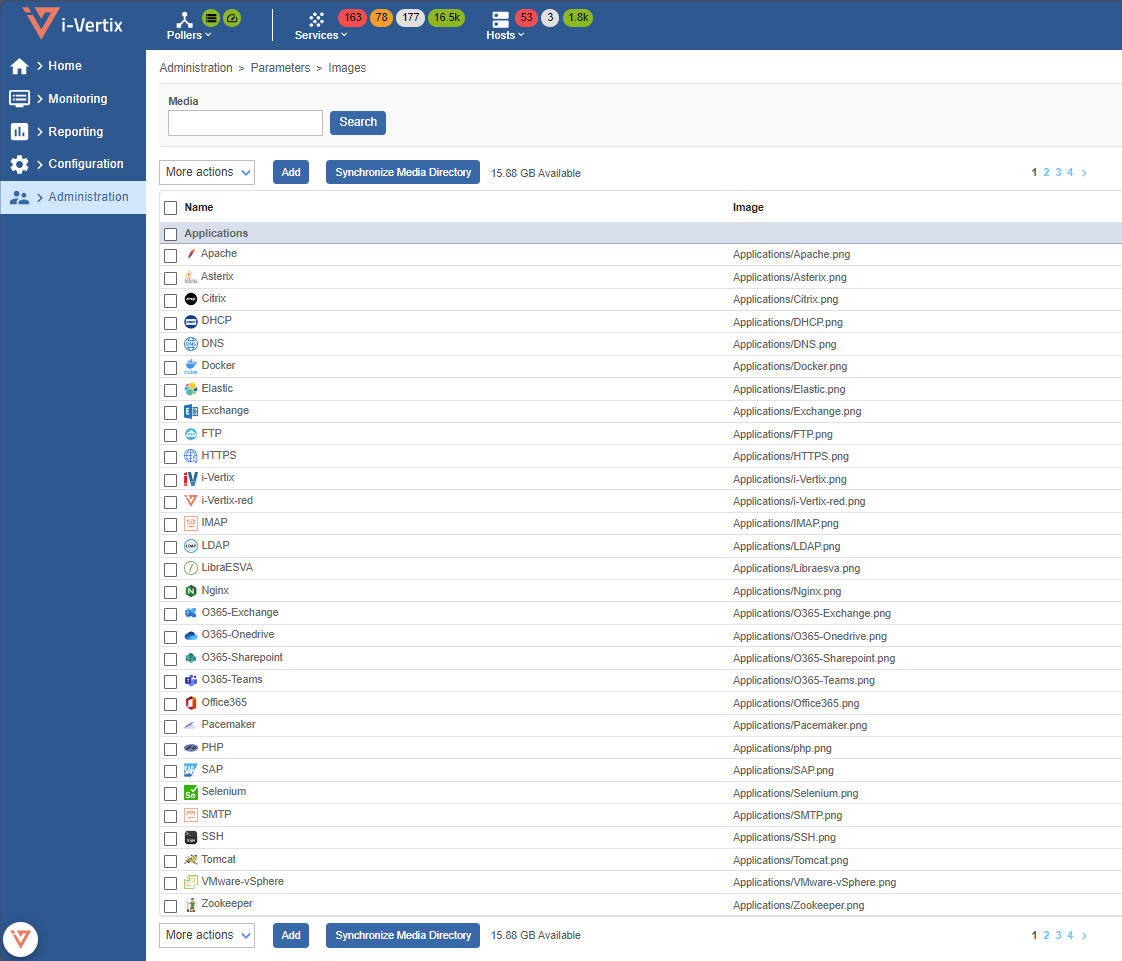 i-Vertix
Pollers
Services
163 78 177 16.5k
Hosts
53 3 1.8k
Home
Monitoring
Reporting
Configuration
Administration
Administration > Parameters > Images
Media
Search
More actions Add Synchronize Media Directory 15.88 GB Available 1 2 3 4 >
Name Image
Applications
Apache Applications/Apache.png
Asterix Applications/Asterix.png
Citrix Applications/Citrix.png
DHCP Applications/DHCP.png
DNS Applications/DNS.png
Docker Applications/Docker.png
Elastic Applications/Elastic.png
Exchange Applications/Exchange.png
FTP Applications/FTP.png
HTTPS Applications/HTTPS.png
i-Vertix Applications/i-Vertix.png
i-Vertix-red Applications/i-Vertix-red.png
IMAP Applications/IMAP.png
LDAP Applications/LDAP.png
LibraESVA Applications/Libraesva.png
Nginx Applications/Nginx.png
O365-Exchange Applications/O365-Exchange.png
O365-Onedrive Applications/O365-Onedrive.png
O365-Sharepoint Applications/O365-Sharepoint.png
O365-Teams Applications/O365-Teams.png
Office365 Applications/Office365.png
Pacemaker Applications/Pacemaker.png
PHP Applications/php.png
SAP Applications/SAP.png
Selenium Applications/Selenium.png
SMTP Applications/SMTP.png
SSH Applications/SSH.png
Tomcat Applications/Tomcat.png
VMware-vSphere Applications/VMware-vSphere.png
Zookeeper Applications/Zookeeper.png
More actions Add Synchronize Media Directory 15.88 GB Available 1 2 3 4 >